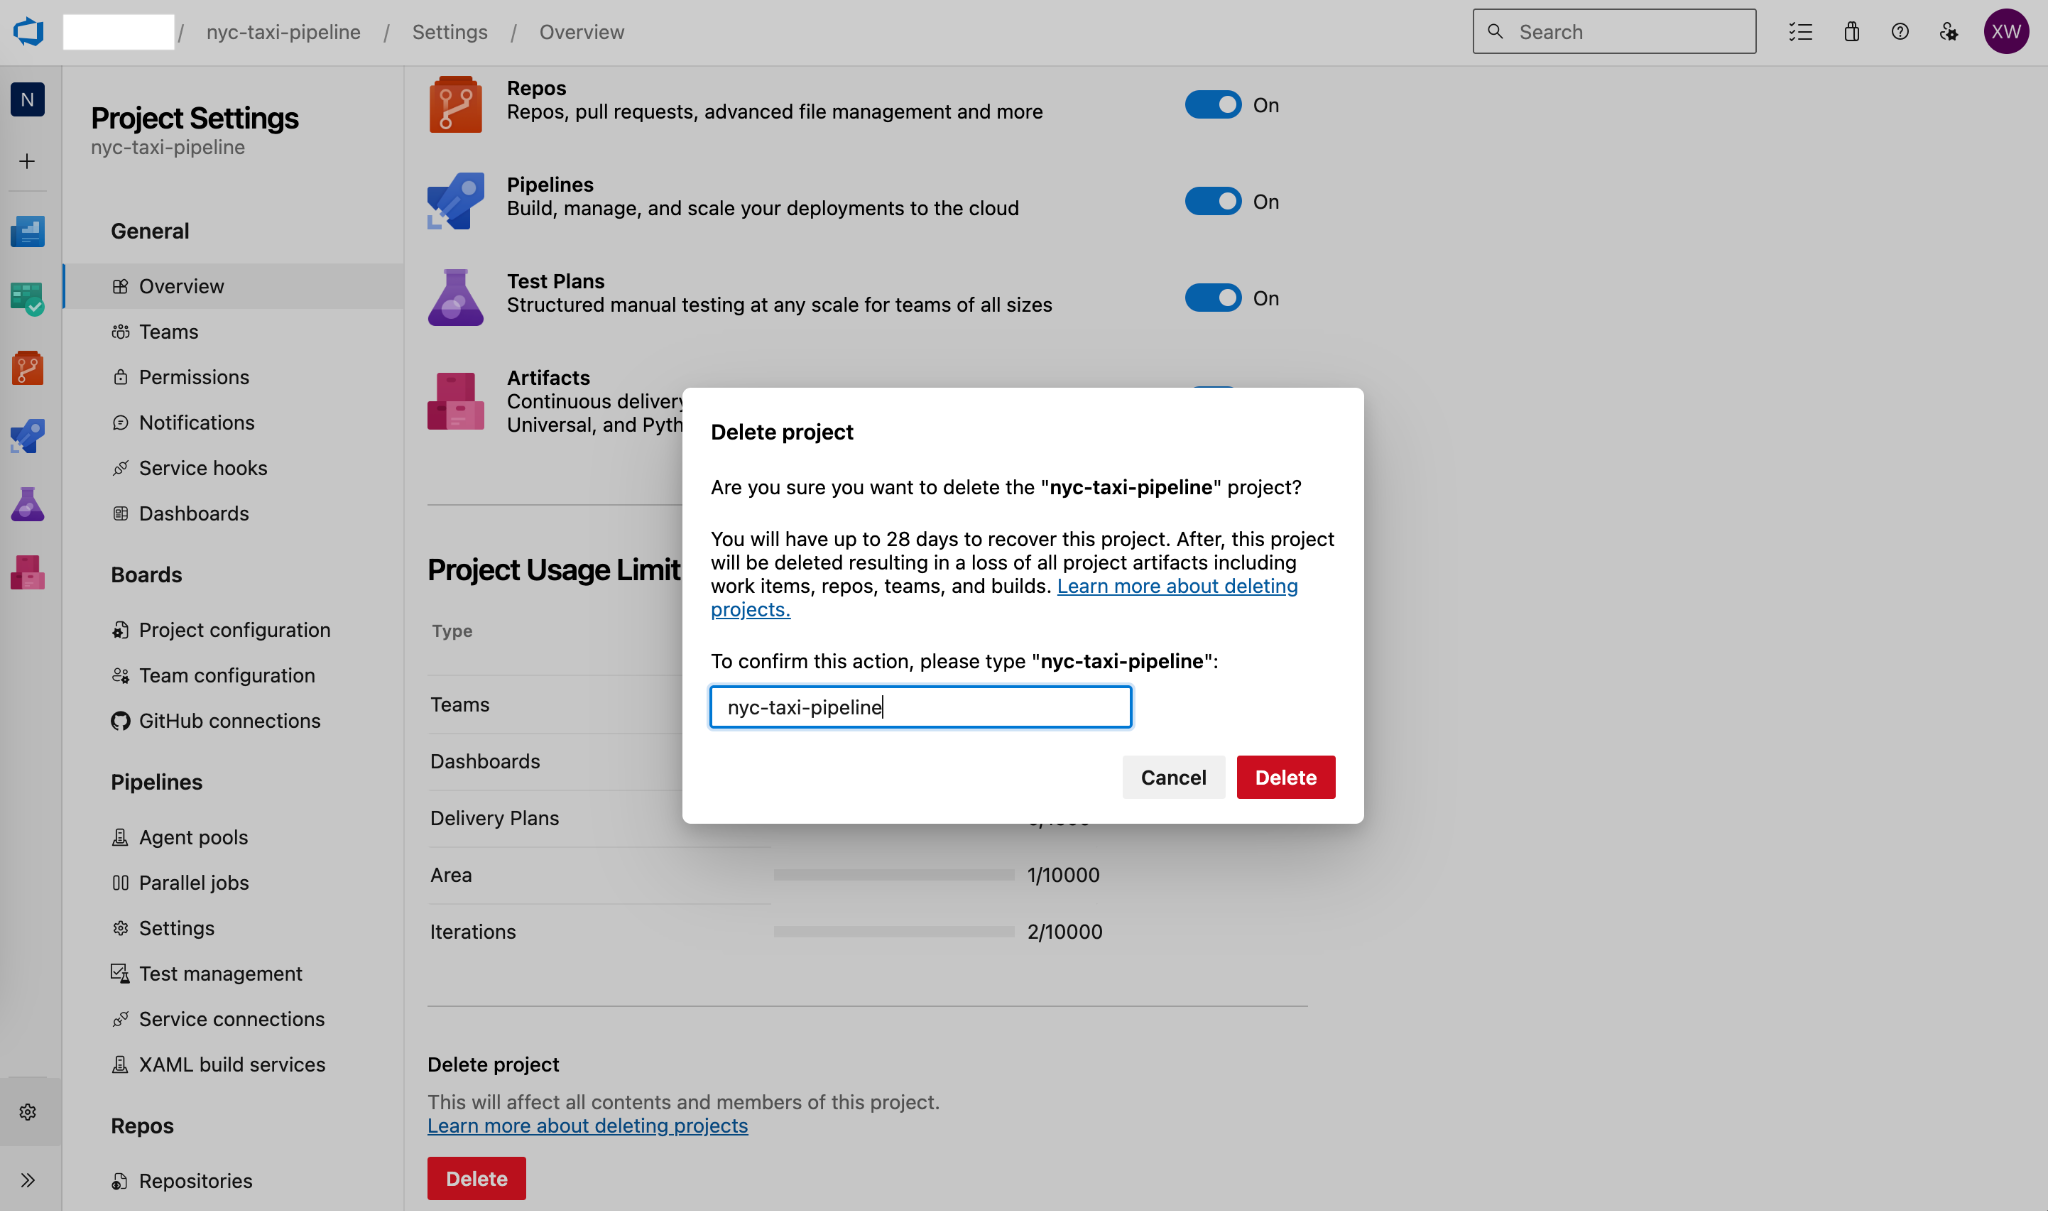 / nyc-taxi-pipeline / Settings / Overview
Search
XW
N
Project Settings
nyc-taxi-pipeline
General
Overview
Teams
Permissions
Notifications
Service hooks
Dashboards
Boards
Project configuration
Team configuration
GitHub connections
Pipelines
Agent pools
Parallel jobs
Settings
Test management
Service connections
XAML build services
Repos
Repositories
Repos
Repos, pull requests, advanced file management and more
On
Pipelines
Build, manage, and scale your deployments to the cloud
On
Test Plans
Structured manual testing at any scale for teams of all sizes
On
Artifacts
Continuous delivery
Universal, and Pyth
Project Usage Limit
Type
Teams
Dashboards
Delivery Plans
Area
1/10000
Iterations
2/10000
Delete project
This will affect all contents and members of this project.
Learn more about deleting projects
Delete
Delete project
Are you sure you want to delete the "nyc-taxi-pipeline" project?
You will have up to 28 days to recover this project. After, this project
will be deleted resulting in a loss of all project artifacts including
work items, repos, teams, and builds. Learn more about deleting
projects.
To confirm this action, please type "nyc-taxi-pipeline":
nyc-taxi-pipeline
Cancel
Delete